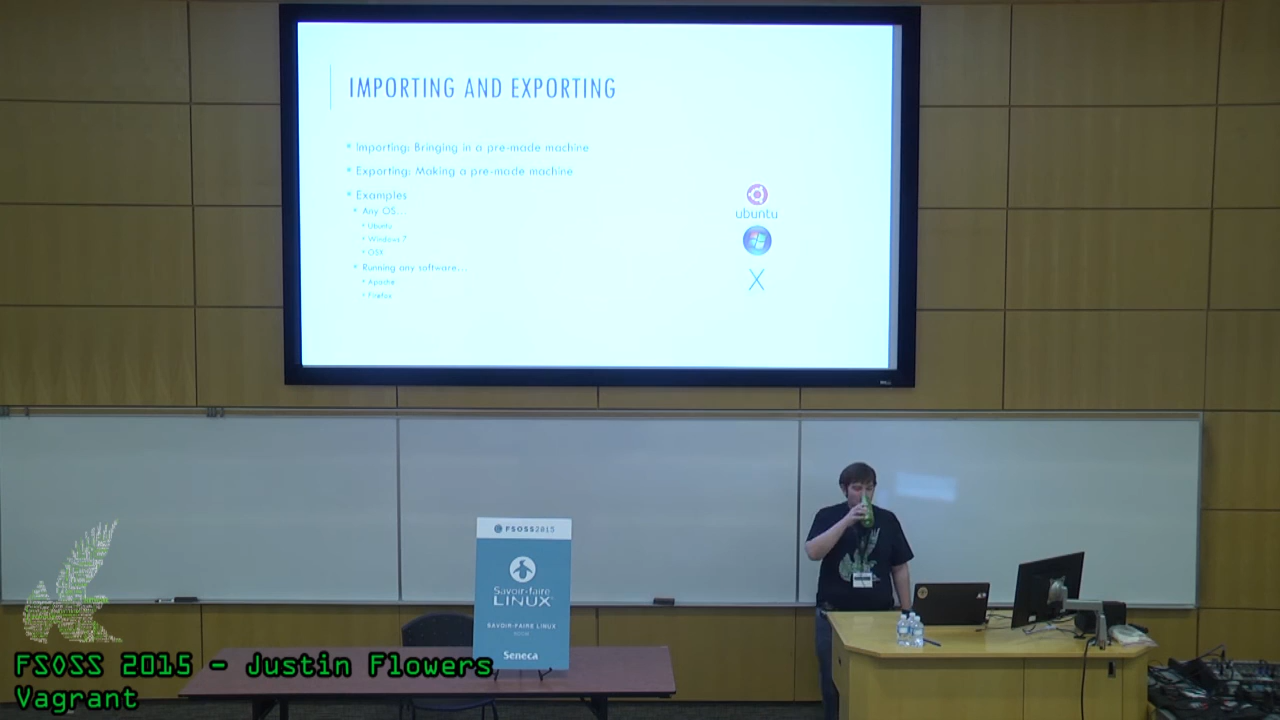 IMPORTING AND EXPORTING
Importing: Bringing in a pre-made machine
Exporting: Making a pre-made machine
Examples
Any OS...
Ubuntu
Windows 7
OSX
Running any software...
Apache
Firefox
ubuntu
X
DELL
FSOSS2015
Savoir-faire
LINUX
SAVOIR-FAIRE LINUX
Seneca
FSOSS 2015 - Justin Flowers
Vagrant